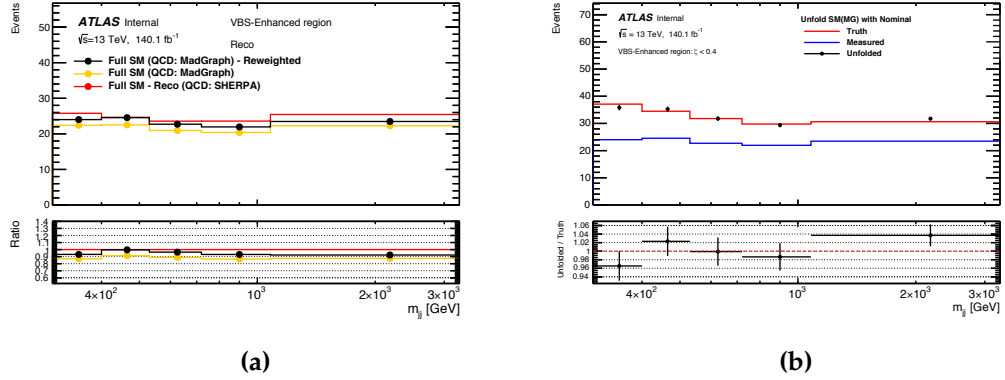 Events
60
50
40
30
20
10
0
ATLAS Internal
VBS-Enhanced region
√s=13 TeV, 140.1 fb⁻¹
Reco
Full SM (QCD: MadGraph) - Reweighted
Full SM (QCD: MadGraph)
Full SM - Reco (QCD: SHERPA)
Ratio
1.4
1.3
1.2
1.1
1
0.9
0.8
0.7
0.6
4×10²
10³
2×10³
3×10³
m_jj [GeV]
(a)
Events
70
60
50
40
30
20
10
0
ATLAS Internal
√s = 13 TeV, 140.1 fb⁻¹
VBS-Enhanced region: ζ < 0.4
Unfold SM(MG) with Nominal
Truth
Measured
Unfolded
Unfolded / Truth
1.06
1.04
1.02
1
0.98
0.96
0.94
4×10²
10³
2×10³
3×10³
m_jj [GeV]
(b)